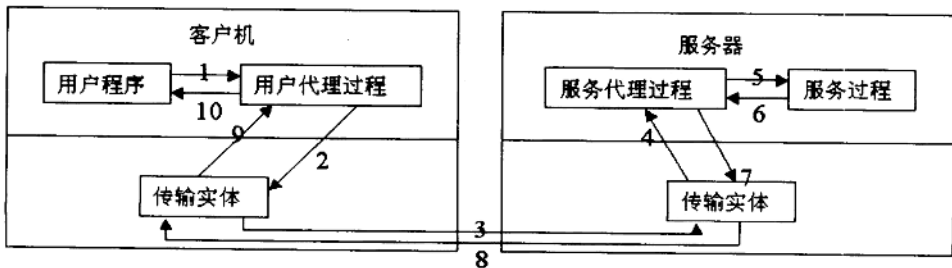 客户机
服务器
用户程序
1
10
用户代理过程
服务代理过程
5
6
服务过程
9
2
4
7
传输实体
传输实体
3
8